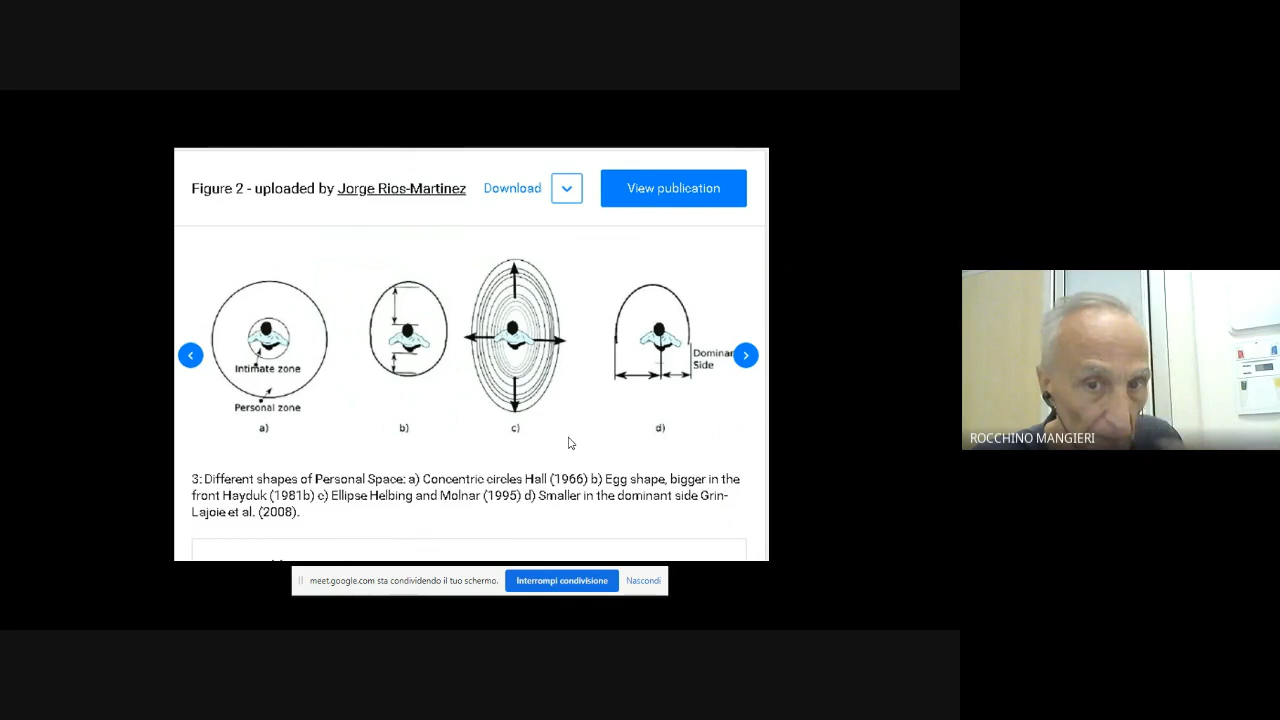 Figure 2 - uploaded by Jorge Rios-Martinez Download View publication
Intimate zone
Personal zone
Dominan
Side
a) b) c) d)
3: Different shapes of Personal Space: a) Concentric circles Hall (1966) b) Egg shape, bigger in the
front Hayduk (1981b) c) Ellipse Helbing and Molnar (1995) d) Smaller in the dominant side Grin-
Lajoie et al. (2008).
meet.google.com sta condividendo il tuo schermo. Interrompi condivisione Nascondi
ROCCHINO MANGIERI